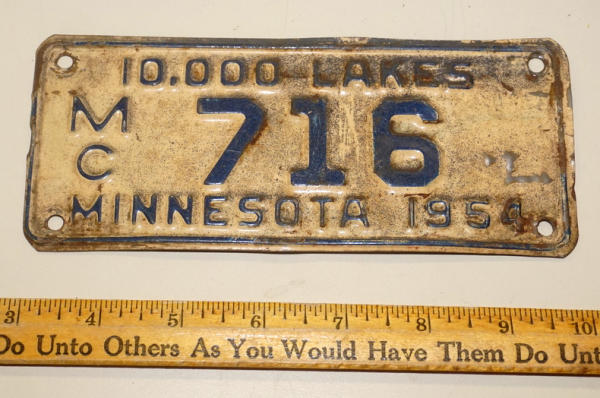 10,000 LAKES
MC 716
MINNESOTA 1954
3 4 5 6 7 8 9 10
Do Unto Others As You Would Have Them Do Unt